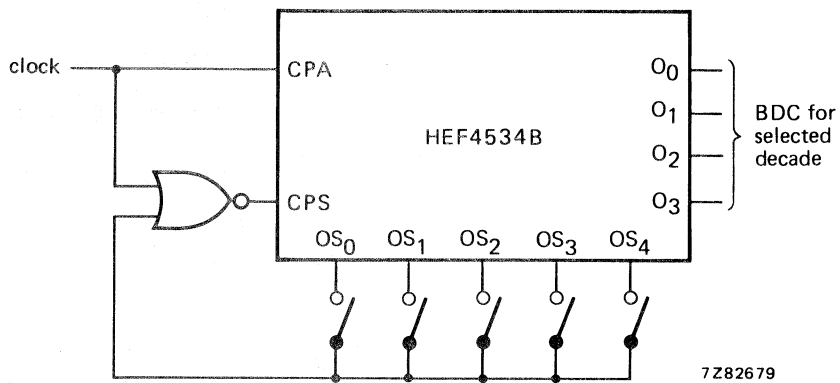 clock
CPA
HEF4534B
CPS
O0
O1
O2
O3
BDC for
selected
decade
OS0
OS1
OS2
OS3
OS4
7Z82679